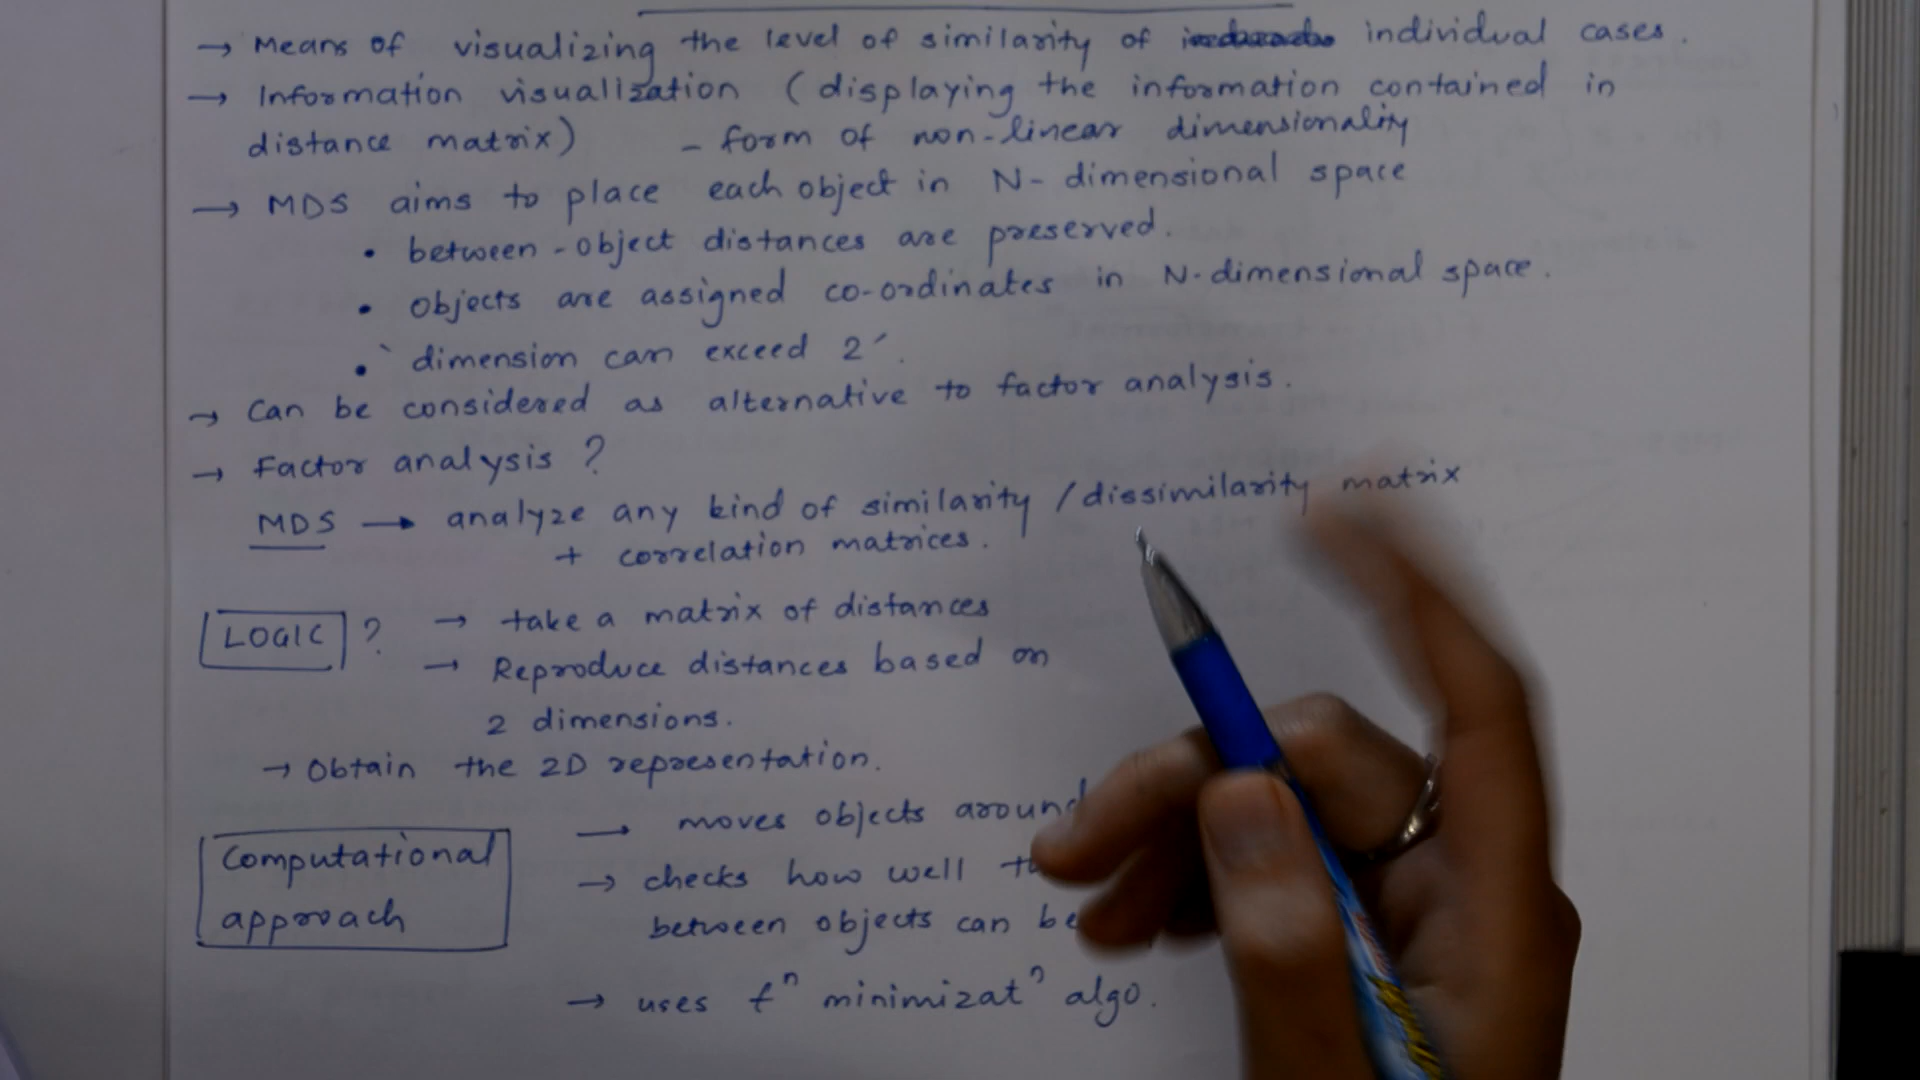 → Means of visualizing the level of similarity of individual cases.
→ Information visualization (displaying the information contained in
distance matrix) - form of non-linear dimensionality
→ MDS aims to place each object in N-dimensional space
• between-object distances are preserved.
• objects are assigned co-ordinates in N-dimensional space.
• `dimension can exceed 2´.
→ Can be considered as alternative to factor analysis.
→ Factor analysis ?
MDS → analyze any kind of similarity / dissimilarity matrix
+ correlation matrices.
LOGIC ? → take a matrix of distances
→ Reproduce distances based on
2 dimensions.
→ Obtain the 2D representation.
Computational
approach
→ moves objects around
→ checks how well
between objects can be
→ uses fⁿ minimizatⁿ algo.